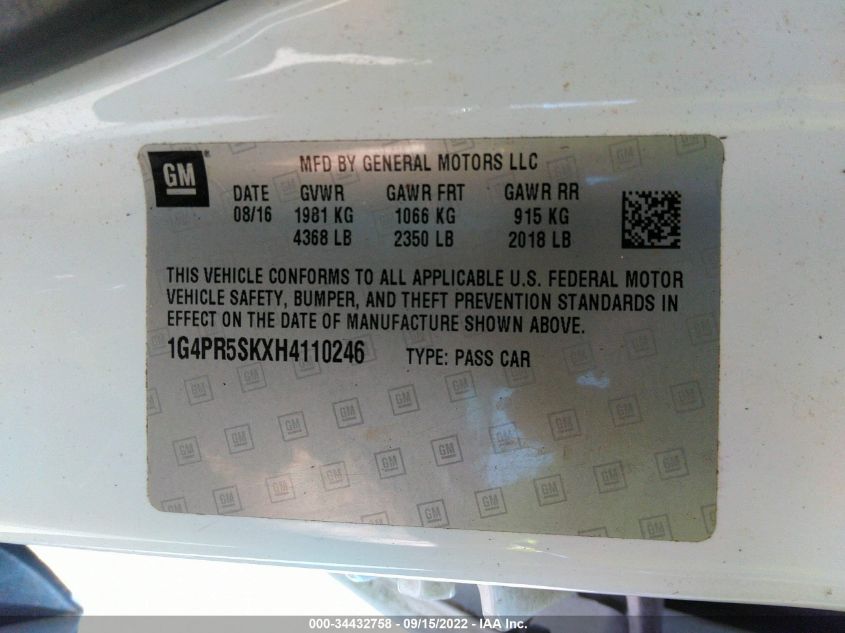 GM
MFD BY GENERAL MOTORS LLC
DATE GVWR GAWR FRT GAWR RR
08/16 1981 KG 1066 KG 915 KG
4368 LB 2350 LB 2018 LB
THIS VEHICLE CONFORMS TO ALL APPLICABLE U.S. FEDERAL MOTOR
VEHICLE SAFETY, BUMPER, AND THEFT PREVENTION STANDARDS IN
EFFECT ON THE DATE OF MANUFACTURE SHOWN ABOVE.
1G4PR5SKXH4110246 TYPE: PASS CAR
000-34432758 - 09/15/2022 - IAA Inc.